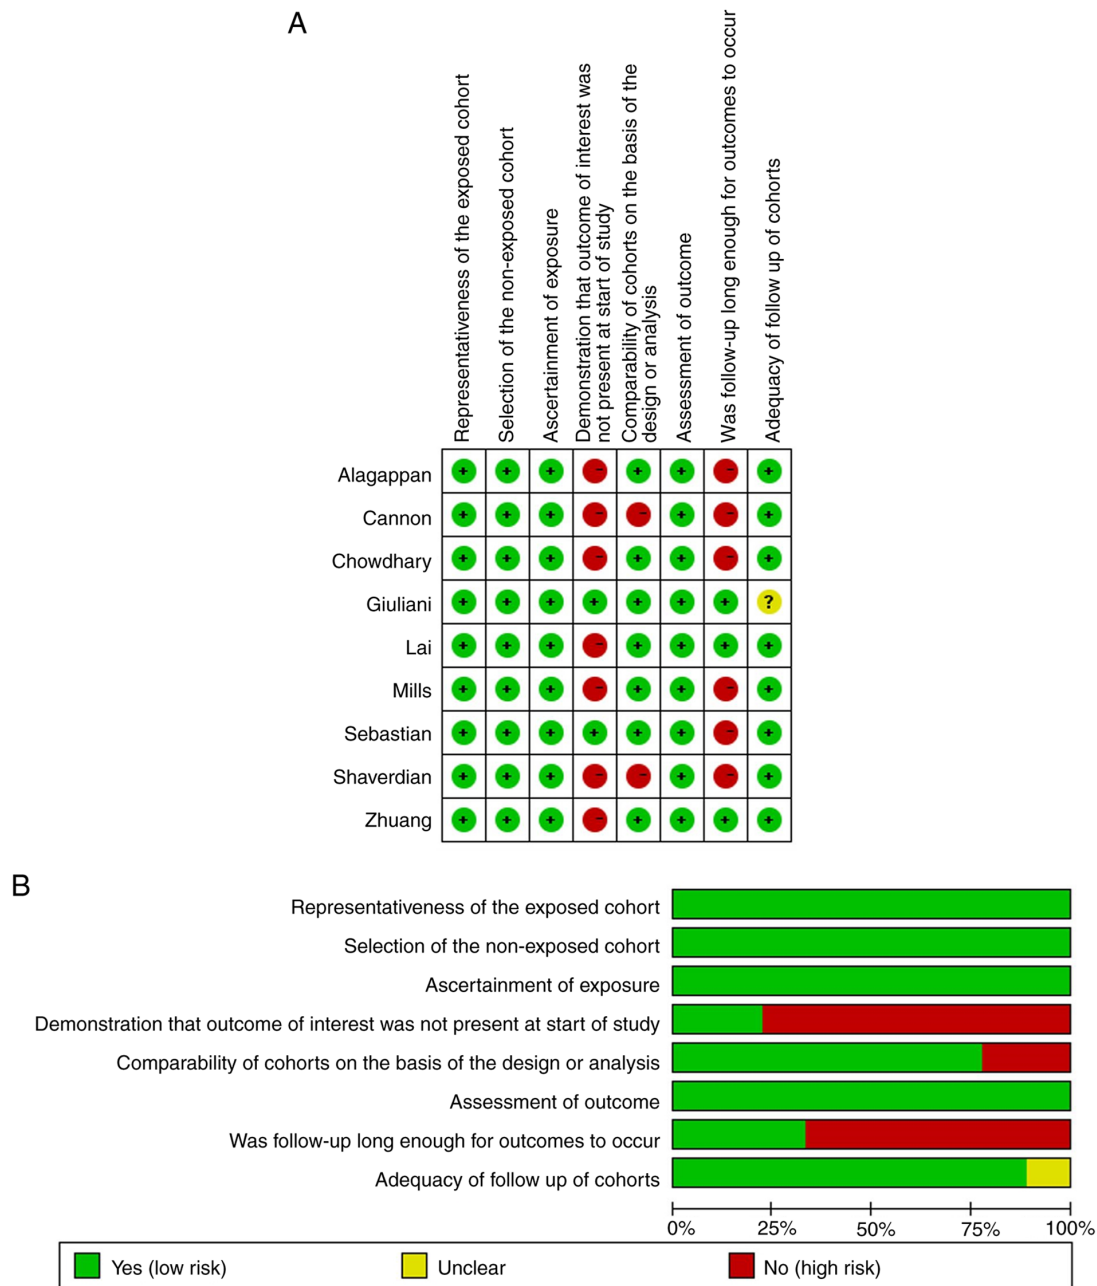 A
Representativeness of the exposed cohort
Selection of the non-exposed cohort
Ascertainment of exposure
Demonstration that outcome of interest was
not present at start of study
Comparability of cohorts on the basis of the
design or analysis
Assessment of outcome
Was follow-up long enough for outcomes to occur
Adequacy of follow up of cohorts
Alagappan + + + - + + - +
Cannon + + + - - + - +
Chowdhary + + + - + + - +
Giuliani + + + + + + + ?
Lai + + + - + + + +
Mills + + + - + + - +
Sebastian + + + + + + - +
Shaverdian + + + - - + - +
Zhuang + + + - + + + +
B
Representativeness of the exposed cohort
Selection of the non-exposed cohort
Ascertainment of exposure
Demonstration that outcome of interest was not present at start of study
Comparability of cohorts on the basis of the design or analysis
Assessment of outcome
Was follow-up long enough for outcomes to occur
Adequacy of follow up of cohorts
0% 25% 50% 75% 100%
Yes (low risk) Unclear No (high risk)